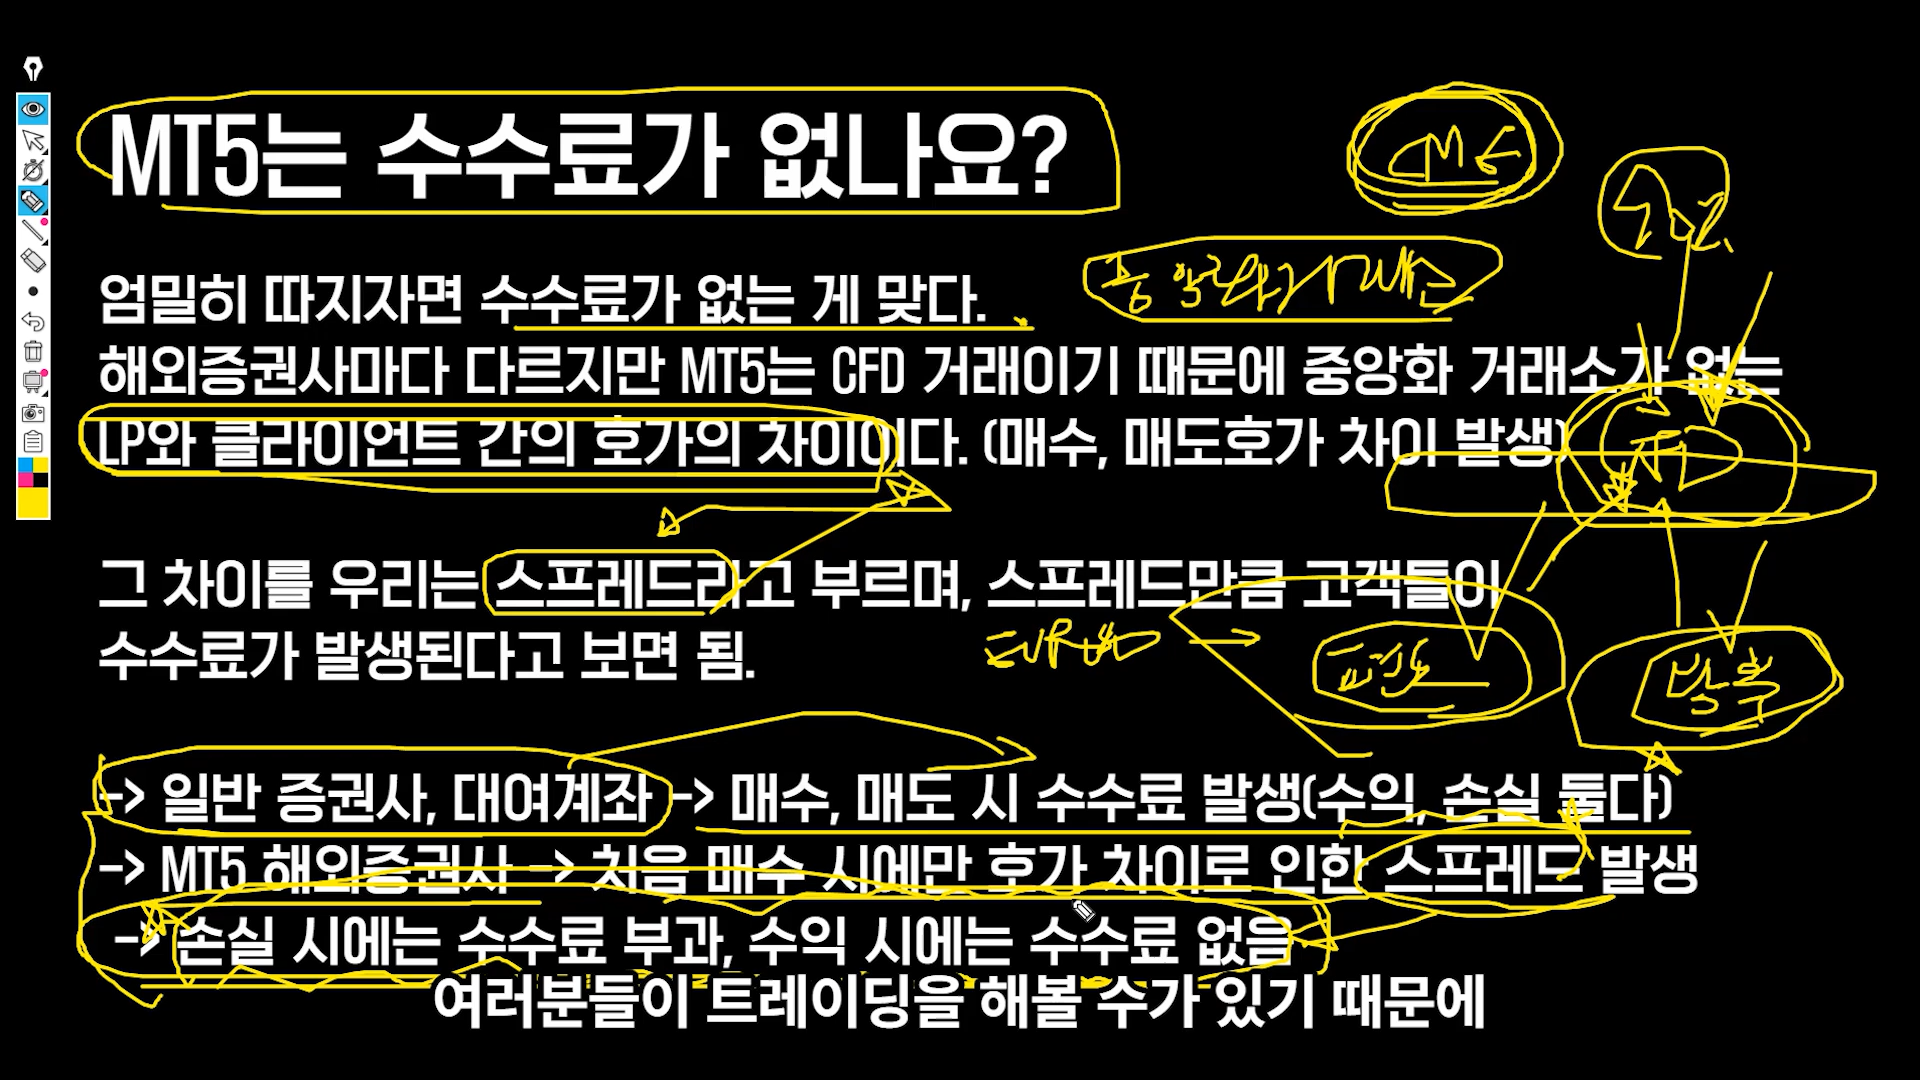 MT5는 수수료가 없나요?
CME
엄밀히 따지자면 수수료가 없는 게 맞다.
해외증권사마다 다르지만 MT5는 CFD 거래이기 때문에 중앙화 거래소가 없는
LP와 클라이언트 간의 호가의 차이이다. (매수, 매도호가 차이 발생)
그 차이를 우리는 스프레드라고 부르며, 스프레드만큼 고객들이
수수료가 발생된다고 보면 됨.
-> 일반 증권사, 대여계좌 -> 매수, 매도 시 수수료 발생(수익, 손실 둘다)
-> MT5 해외증권사 -> 처음 매수 시에만 호가 차이로 인한 스프레드 발생
-> 손실 시에는 수수료 부과, 수익 시에는 수수료 없음
여러분들이 트레이딩을 해볼 수가 있기 때문에